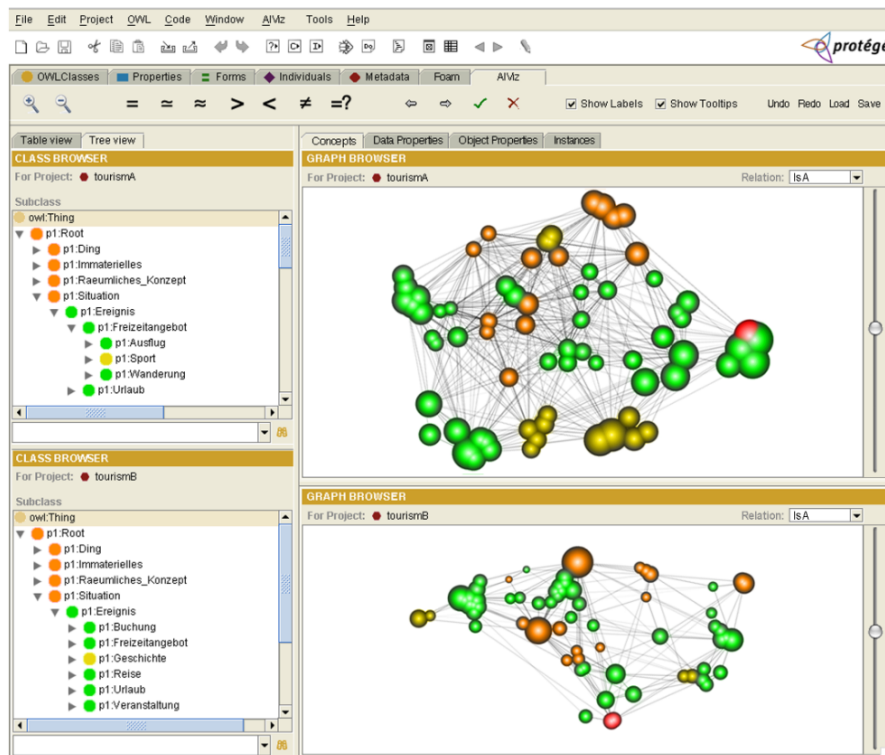 File Edit Project OWL Code Window AlViz Tools Help
protégé
OWLClasses Properties Forms Individuals Metadata Foam AlViz
= ≃ ≈ > < ≠ =? Show Labels Show Tooltips Undo Redo Load Save
Table view Tree view
CLASS BROWSER
For Project: tourismA
Subclass
owl:Thing
p1:Root
p1:Ding
p1:Immaterielles
p1:Raeumliches_Konzept
p1:Situation
p1:Ereignis
p1:Freizeitangebot
p1:Ausflug
p1:Sport
p1:Wanderung
p1:Urlaub
CLASS BROWSER
For Project: tourismB
Subclass
owl:Thing
p1:Root
p1:Ding
p1:Immaterielles
p1:Raeumliches_Konzept
p1:Situation
p1:Ereignis
p1:Buchung
p1:Freizeitangebot
p1:Geschichte
p1:Reise
p1:Urlaub
p1:Veranstaltung
Concepts Data Properties Object Properties Instances
GRAPH BROWSER
For Project: tourismA Relation: IsA
GRAPH BROWSER
For Project: tourismB Relation: IsA